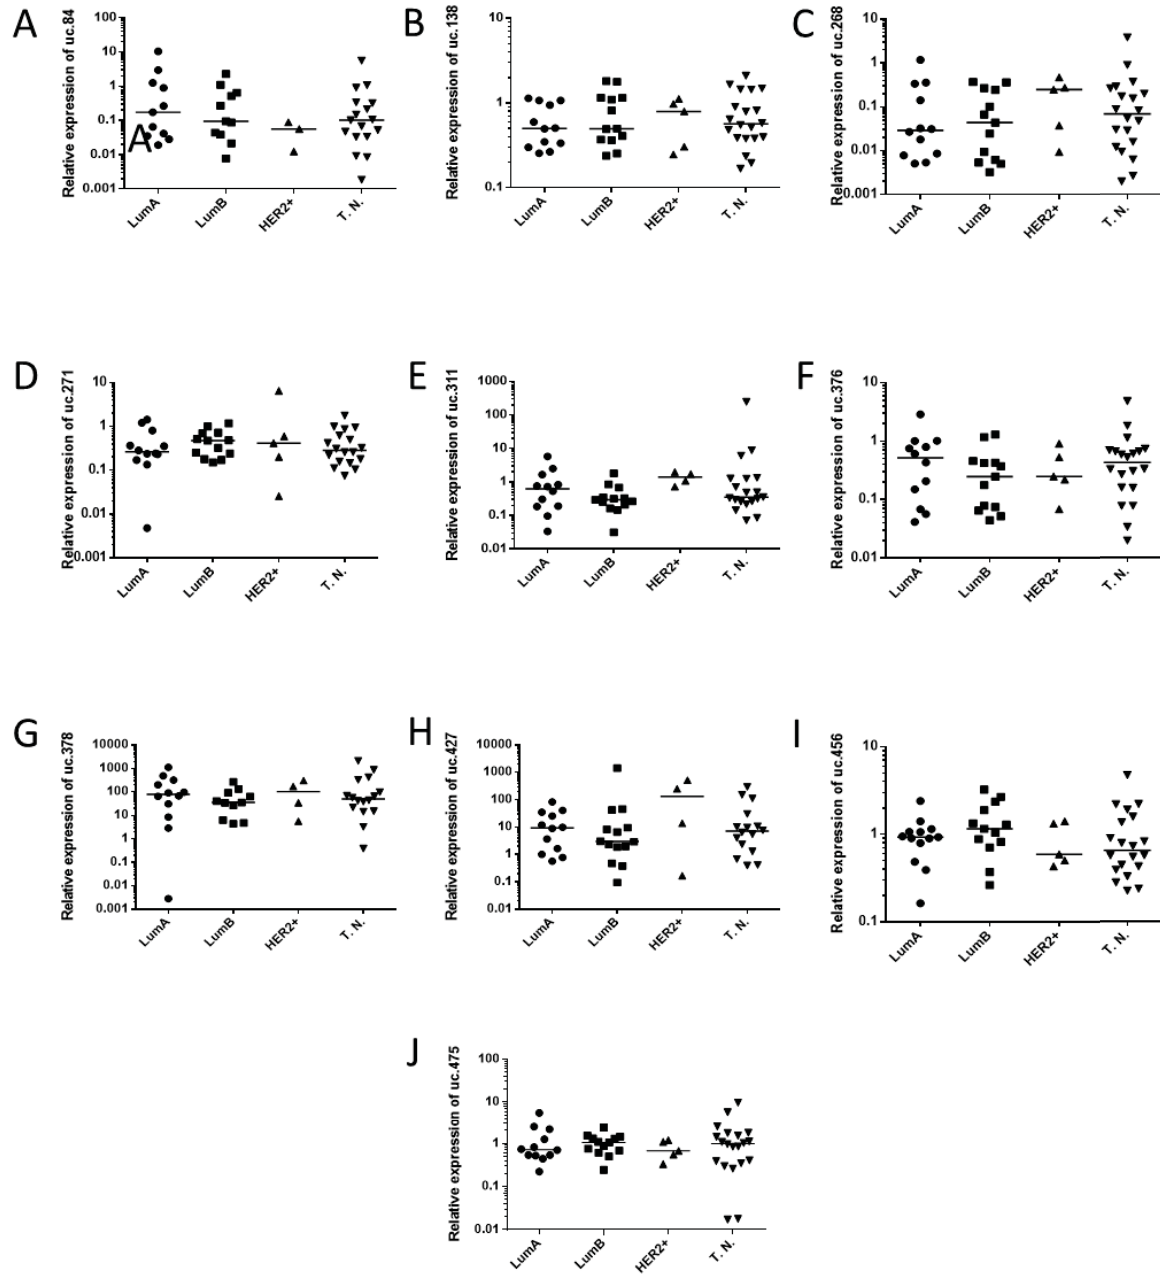 A
Relative expression of uc.84
100
10
1
0.1
0.01
0.001
A
LumA
LumB
HER2+
T. N.
B
Relative expression of uc.138
10
1
0.1
LumA
LumB
HER2+
T. N.
C
Relative expression of uc.268
10
1
0.1
0.01
0.001
LumA
LumB
HER2+
T. N.
D
Relative expression of uc.271
10
1
0.1
0.01
0.001
LumA
LumB
HER2+
T. N.
E
Relative expression of uc.311
1000
100
10
1
0.1
0.01
LumA
LumB
HER2+
T. N.
F
Relative expression of uc.376
10
1
0.1
0.01
LumA
LumB
HER2+
T. N.
G
Relative expression of uc.378
10000
1000
100
10
1
0.1
0.01
0.001
LumA
LumB
HER2+
T. N.
H
Relative expression of uc.427
10000
1000
100
10
1
0.1
0.01
LumA
LumB
HER2+
T. N.
I
Relative expression of uc.456
10
1
0.1
LumA
LumB
HER2+
T. N.
J
Relative expression of uc.475
100
10
1
0.1
0.01
LumA
LumB
HER2+
T. N.